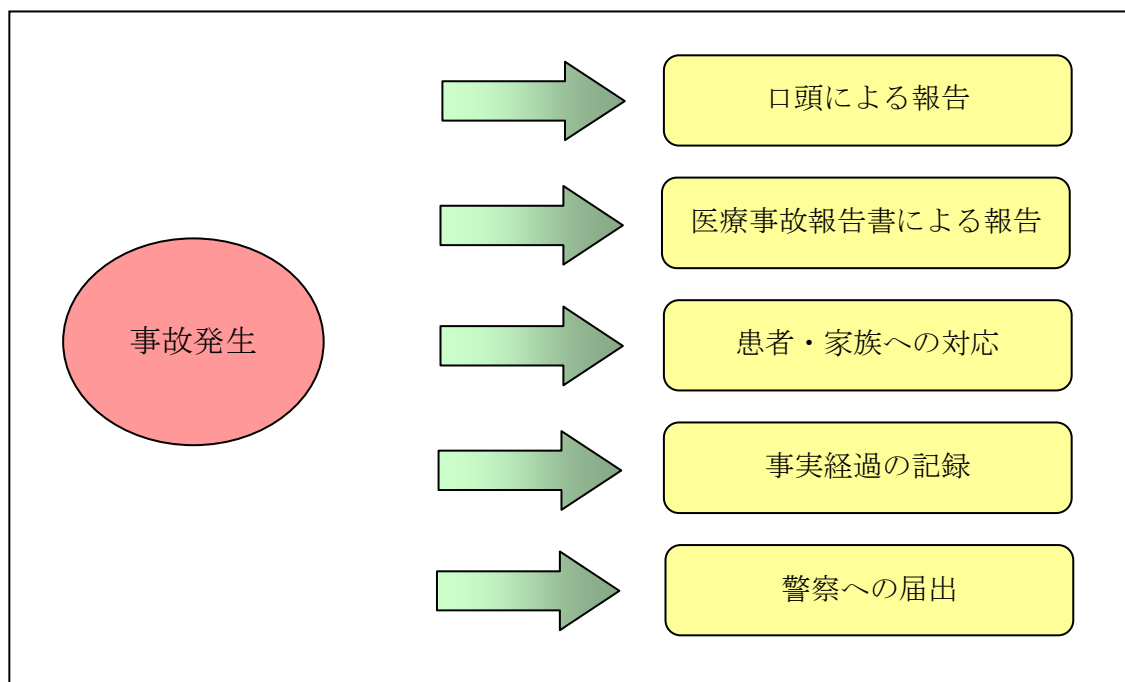 口頭による報告
医療事故報告書による報告
事故発生
患者・家族への対応
事実経過の記録
警察への届出